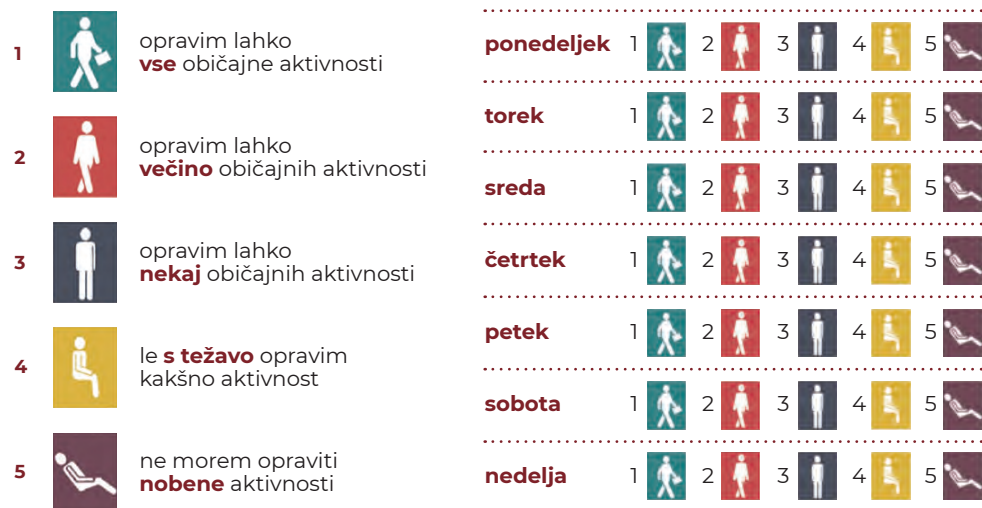 1
opravim lahko
vse običajne aktivnosti
2
opravim lahko
večino običajnih aktivnosti
3
opravim lahko
nekaj običajnih aktivnosti
4
le s težavo opravim
kakšno aktivnost
5
ne morem opraviti
nobene aktivnosti
ponedeljek 1 2 3 4 5
torek 1 2 3 4 5
sreda 1 2 3 4 5
četrtek 1 2 3 4 5
petek 1 2 3 4 5
sobota 1 2 3 4 5
nedelja 1 2 3 4 5